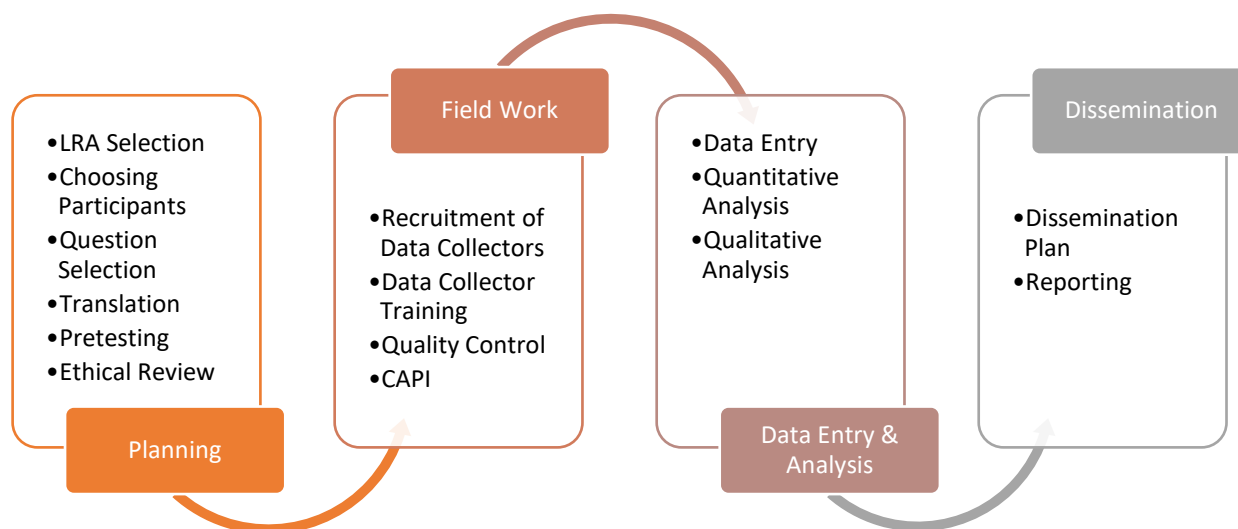 •LRA Selection
•Choosing
Participants
•Question
Selection
•Translation
•Pretesting
•Ethical Review
Planning
Field Work
•Recruitment of
Data Collectors
•Data Collector
Training
•Quality Control
•CAPI
•Data Entry
•Quantitative
Analysis
•Qualitative
Analysis
Data Entry &
Analysis
Dissemination
•Dissemination
Plan
•Reporting